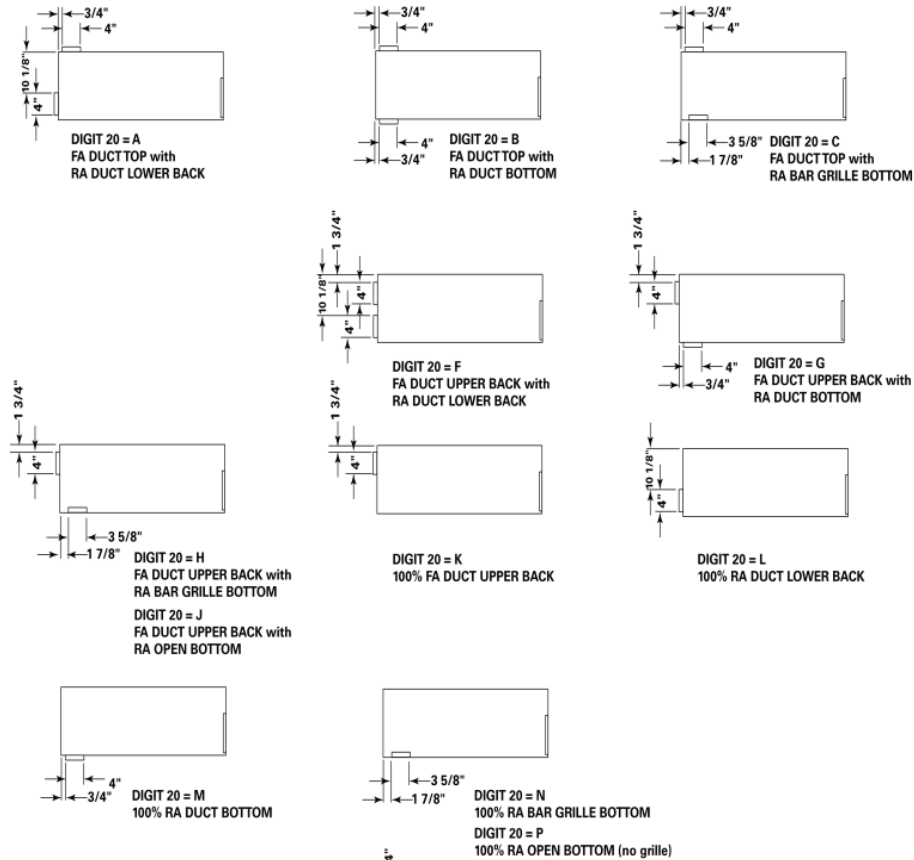 3/4"
4"
10 1/8"
4"
DIGIT 20 = A
FA DUCT TOP with
RA DUCT LOWER BACK
3/4"
4"
4"
3/4"
DIGIT 20 = B
FA DUCT TOP with
RA DUCT BOTTOM
3/4"
4"
3 5/8"
1 7/8"
DIGIT 20 = C
FA DUCT TOP with
RA BAR GRILLE BOTTOM
1 3/4"
10 1/8"
4"
4"
DIGIT 20 = F
FA DUCT UPPER BACK with
RA DUCT LOWER BACK
1 3/4"
4"
4"
3/4"
DIGIT 20 = G
FA DUCT UPPER BACK with
RA DUCT BOTTOM
1 3/4"
4"
3 5/8"
1 7/8"
DIGIT 20 = H
FA DUCT UPPER BACK with
RA BAR GRILLE BOTTOM
DIGIT 20 = J
FA DUCT UPPER BACK with
RA OPEN BOTTOM
1 3/4"
4"
DIGIT 20 = K
100% FA DUCT UPPER BACK
10 1/8"
4"
DIGIT 20 = L
100% RA DUCT LOWER BACK
4"
3/4"
DIGIT 20 = M
100% RA DUCT BOTTOM
3 5/8"
1 7/8"
DIGIT 20 = N
100% RA BAR GRILLE BOTTOM
DIGIT 20 = P
100% RA OPEN BOTTOM (no grille)